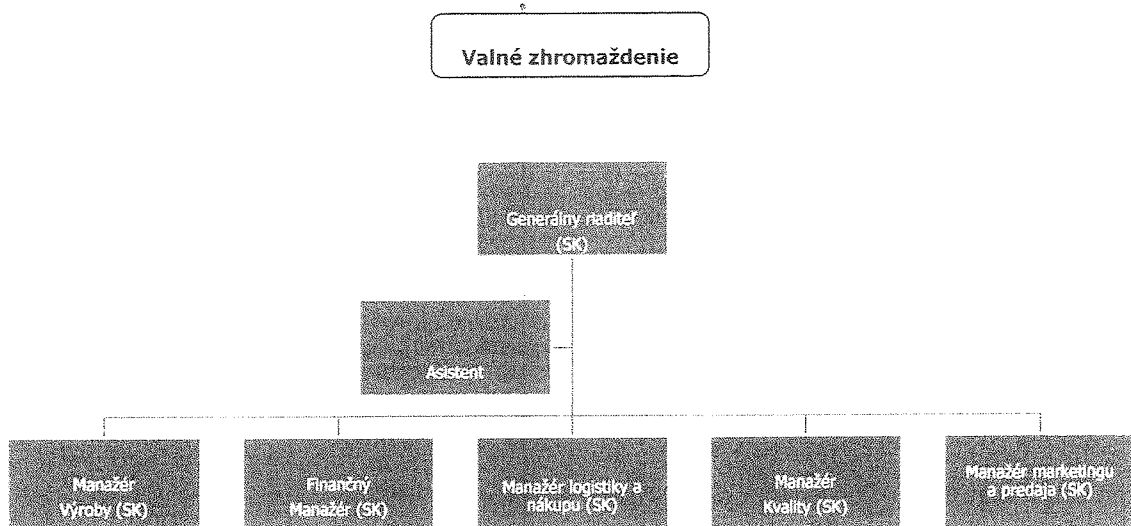 Valné zhromaždenie
Generálny riaditeľ
(SK)
Asistent
Manažér
Výroby (SK)
Finančný
Manažér (SK)
Manažér logistiky a
nákupu (SK)
Manažér
Kvality (SK)
Manažér marketingu
a predaja (SK)